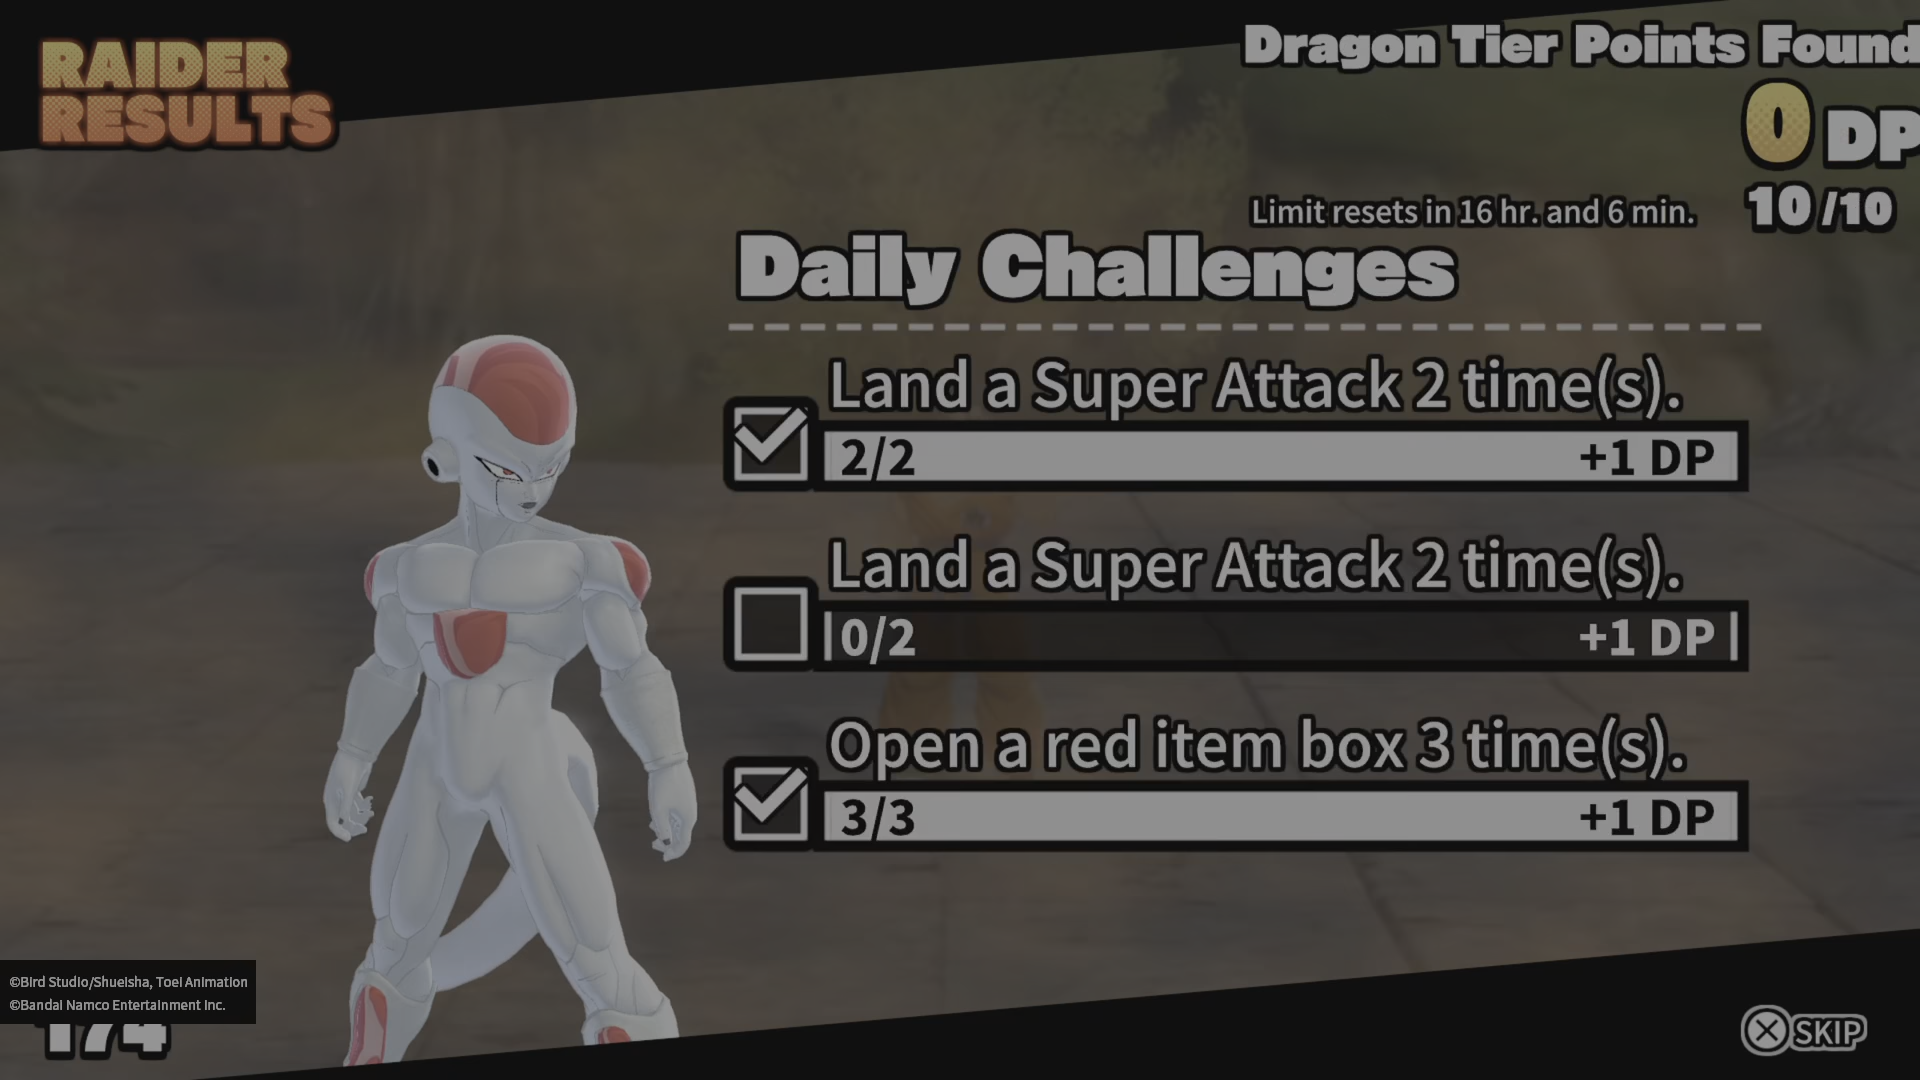 RAIDER
RESULTS
Dragon Tier Points Found
0 DP
Limit resets in 16 hr. and 6 min. 10/10
Daily Challenges
Land a Super Attack 2 time(s).
2/2 +1 DP
Land a Super Attack 2 time(s).
0/2 +1 DP
Open a red item box 3 time(s).
3/3 +1 DP
©Bird Studio/Shueisha, Toei Animation
©Bandai Namco Entertainment Inc.
174
SKIP